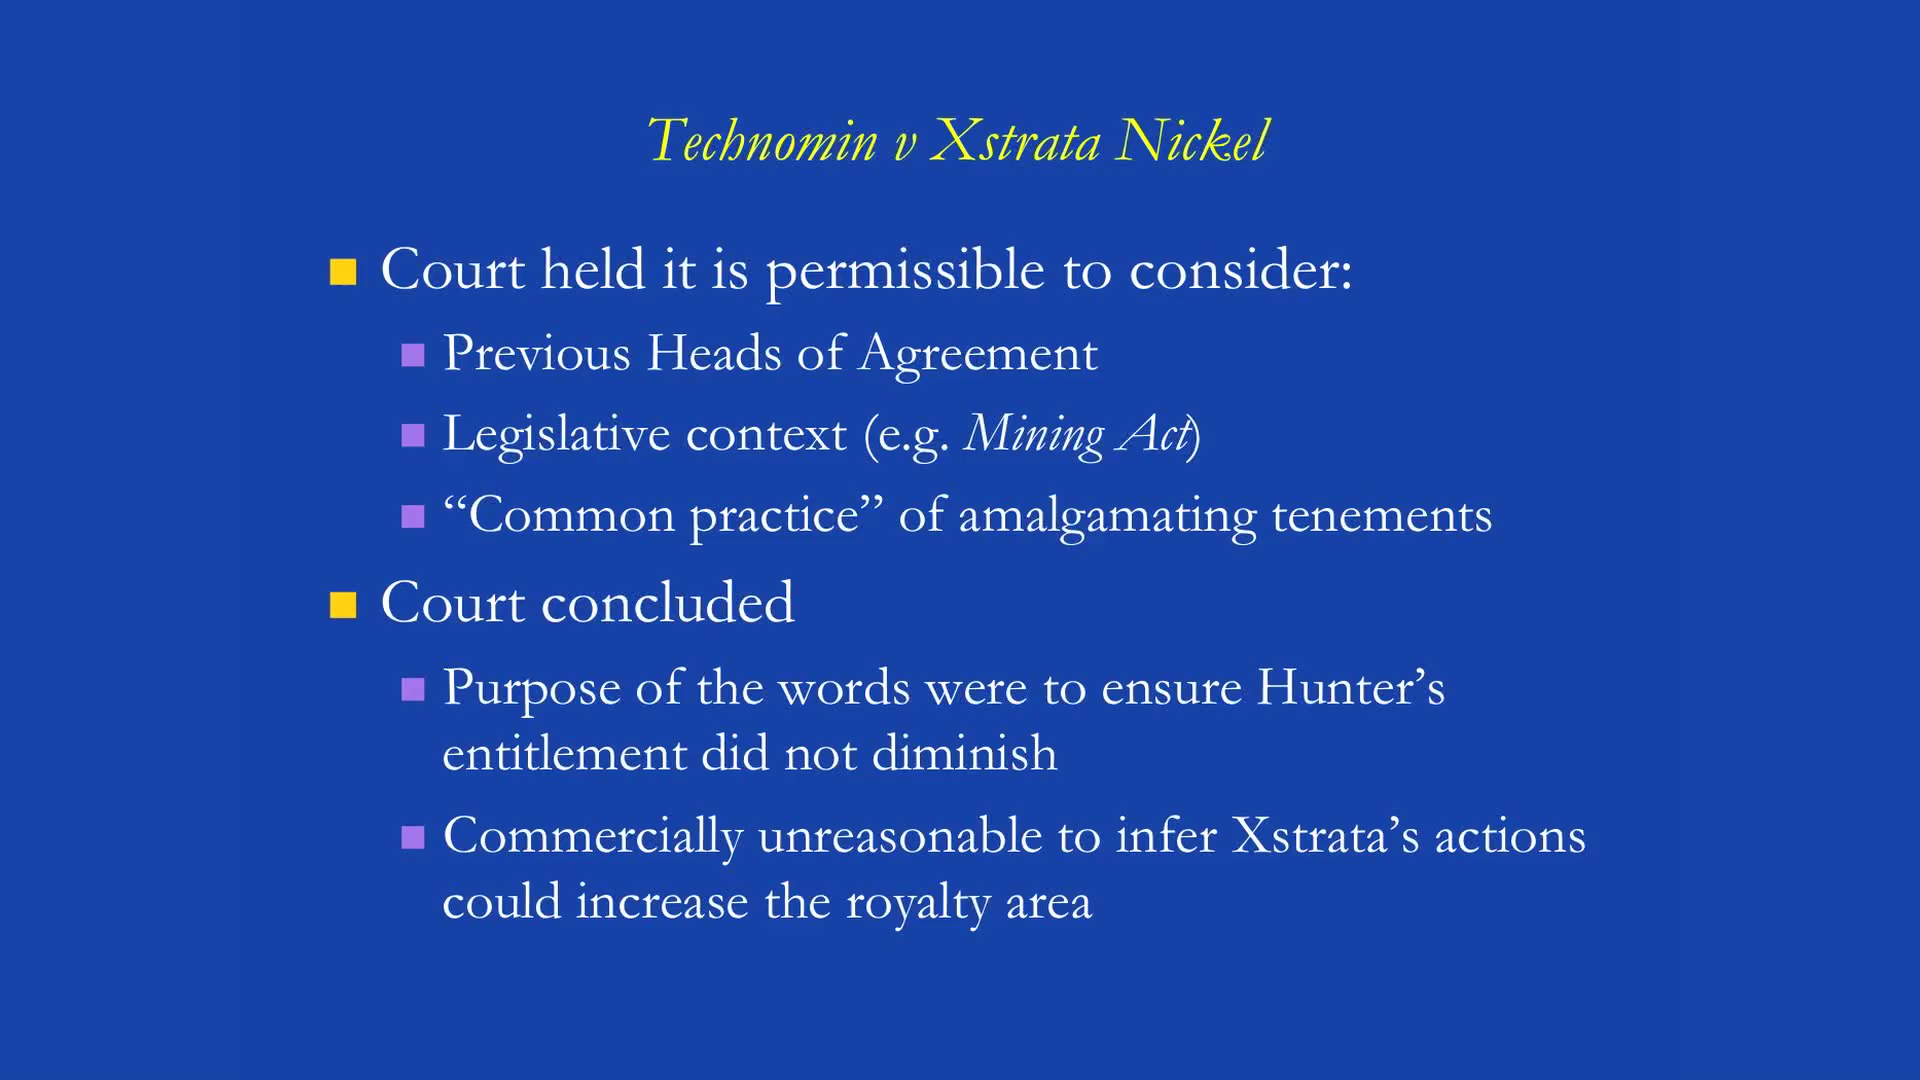 Technomin v Xstrata Nickel
Court held it is permissible to consider:
Previous Heads of Agreement
Legislative context (e.g. Mining Act)
“Common practice” of amalgamating tenements
Court concluded
Purpose of the words were to ensure Hunter’s
entitlement did not diminish
Commercially unreasonable to infer Xstrata’s actions
could increase the royalty area